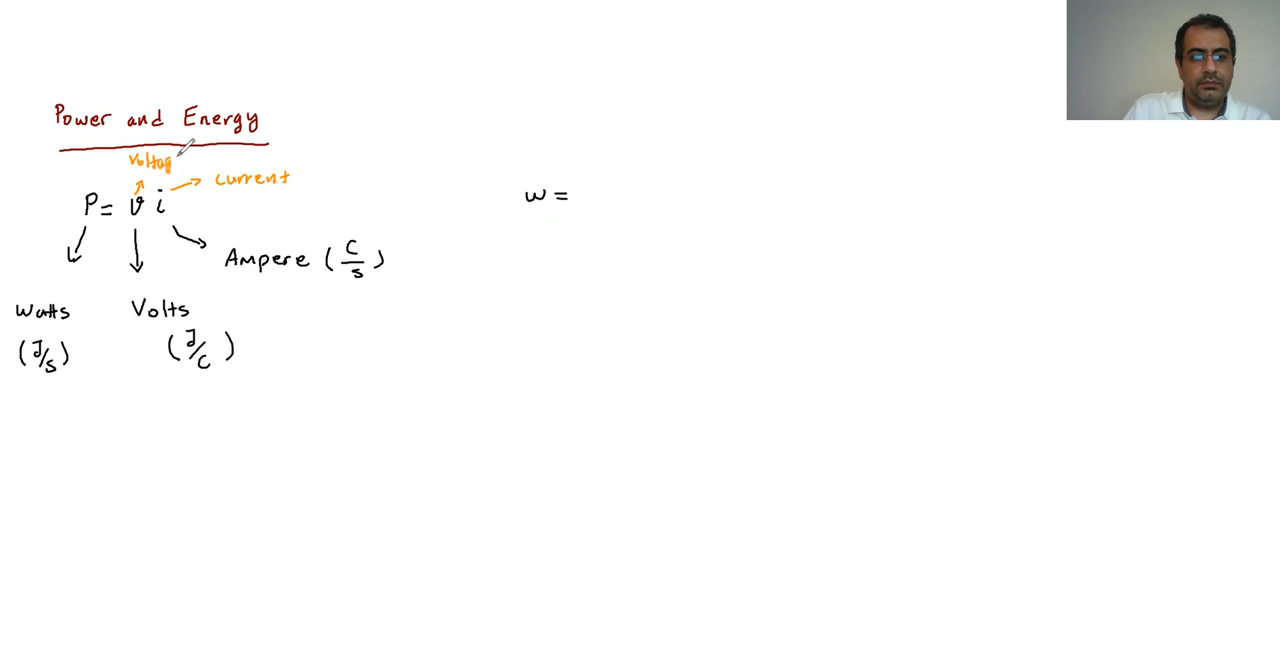 Power and Energy
Voltag
current
P = v i
w =
Ampere (C/s)
Watts
Volts
(J/s)
(J/C)